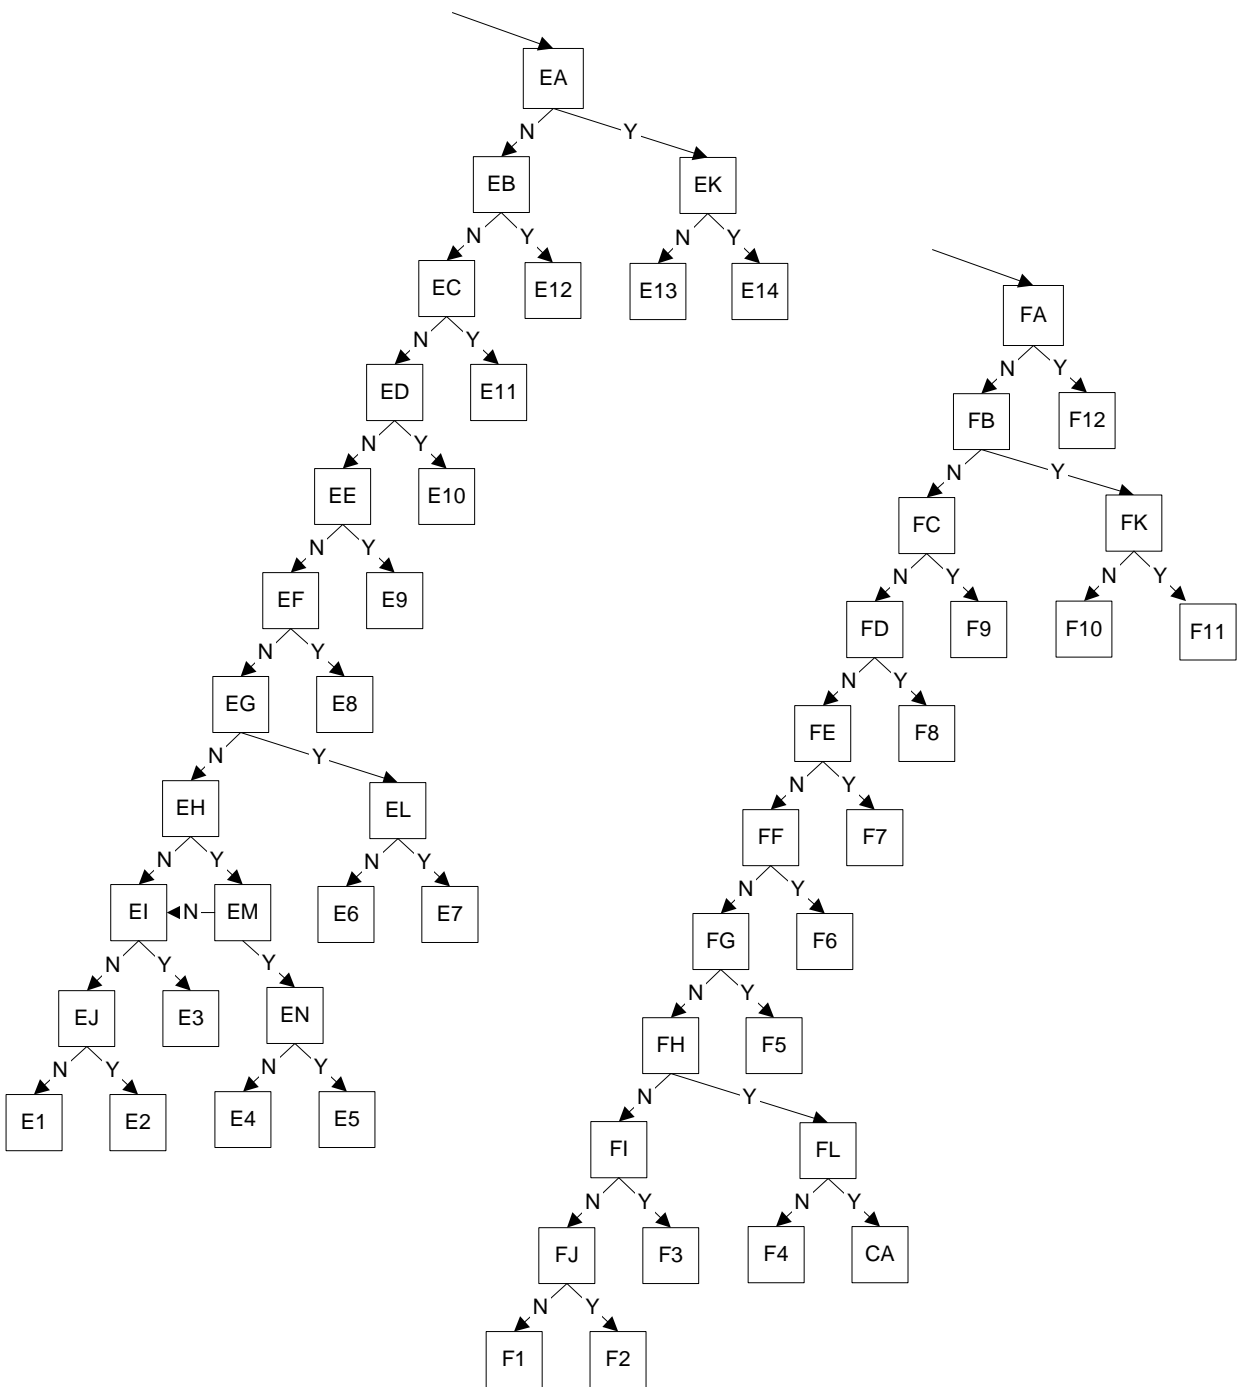 EA
N Y
EB EK
N Y N Y
EC E12 E13 E14
N Y
ED E11
N Y
EE E10
N Y
EF E9
N Y
EG E8
N Y
EH EL
N Y N Y
EI N EM E6 E7
N Y Y
EJ E3 EN
N Y N Y
E1 E2 E4 E5
FA
N Y
FB F12
N Y
FC FK
N Y N Y
FD F9 F10 F11
N Y
FE F8
N Y
FF F7
N Y
FG F6
N Y
FH F5
N Y
FI FL
N Y N Y
FJ F3 F4 CA
N Y
F1 F2